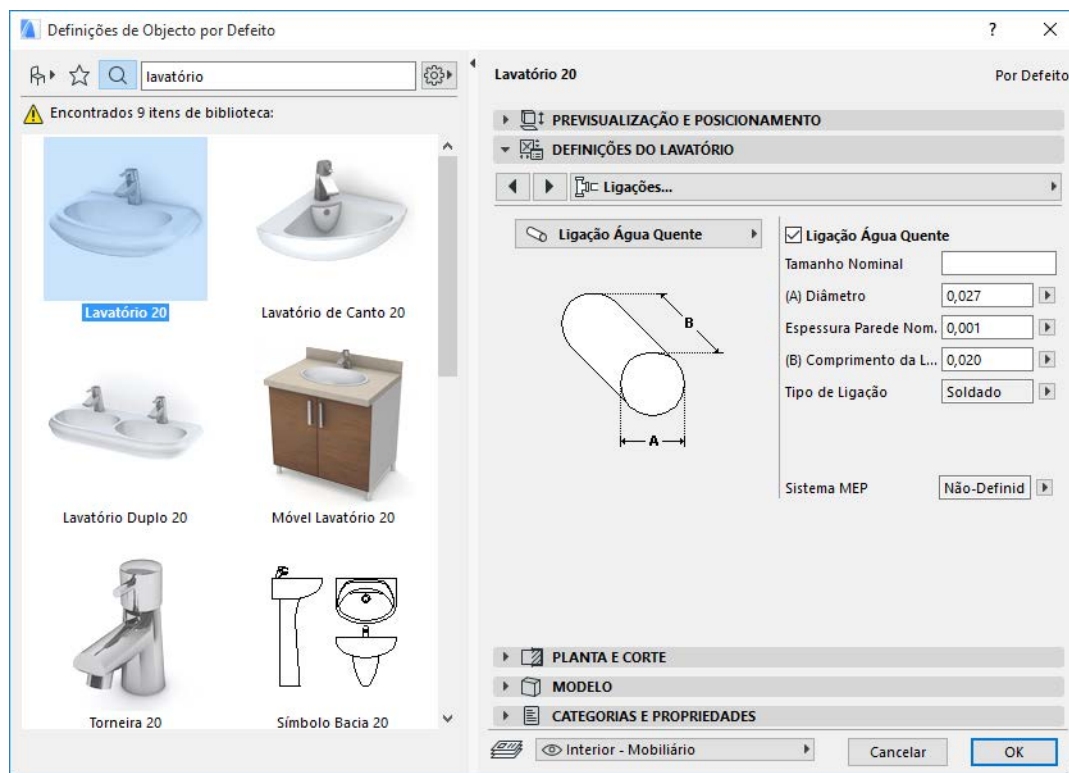 Definições de Objecto por Defeito
?
lavatório
Encontrados 9 itens de biblioteca:
Lavatório 20
Lavatório de Canto 20
Lavatório Duplo 20
Móvel Lavatório 20
Torneira 20
Símbolo Bacia 20
Lavatório 20
Por Defeito
PREVISUALIZAÇÃO E POSICIONAMENTO
DEFINIÇÕES DO LAVATÓRIO
Ligações...
Ligação Água Quente
B
A
Ligação Água Quente
Tamanho Nominal
(A) Diâmetro 0,027
Espessura Parede Nom. 0,001
(B) Comprimento da L... 0,020
Tipo de Ligação Soldado
Sistema MEP Não-Definid
PLANTA E CORTE
MODELO
CATEGORIAS E PROPRIEDADES
Interior - Mobiliário
Cancelar
OK